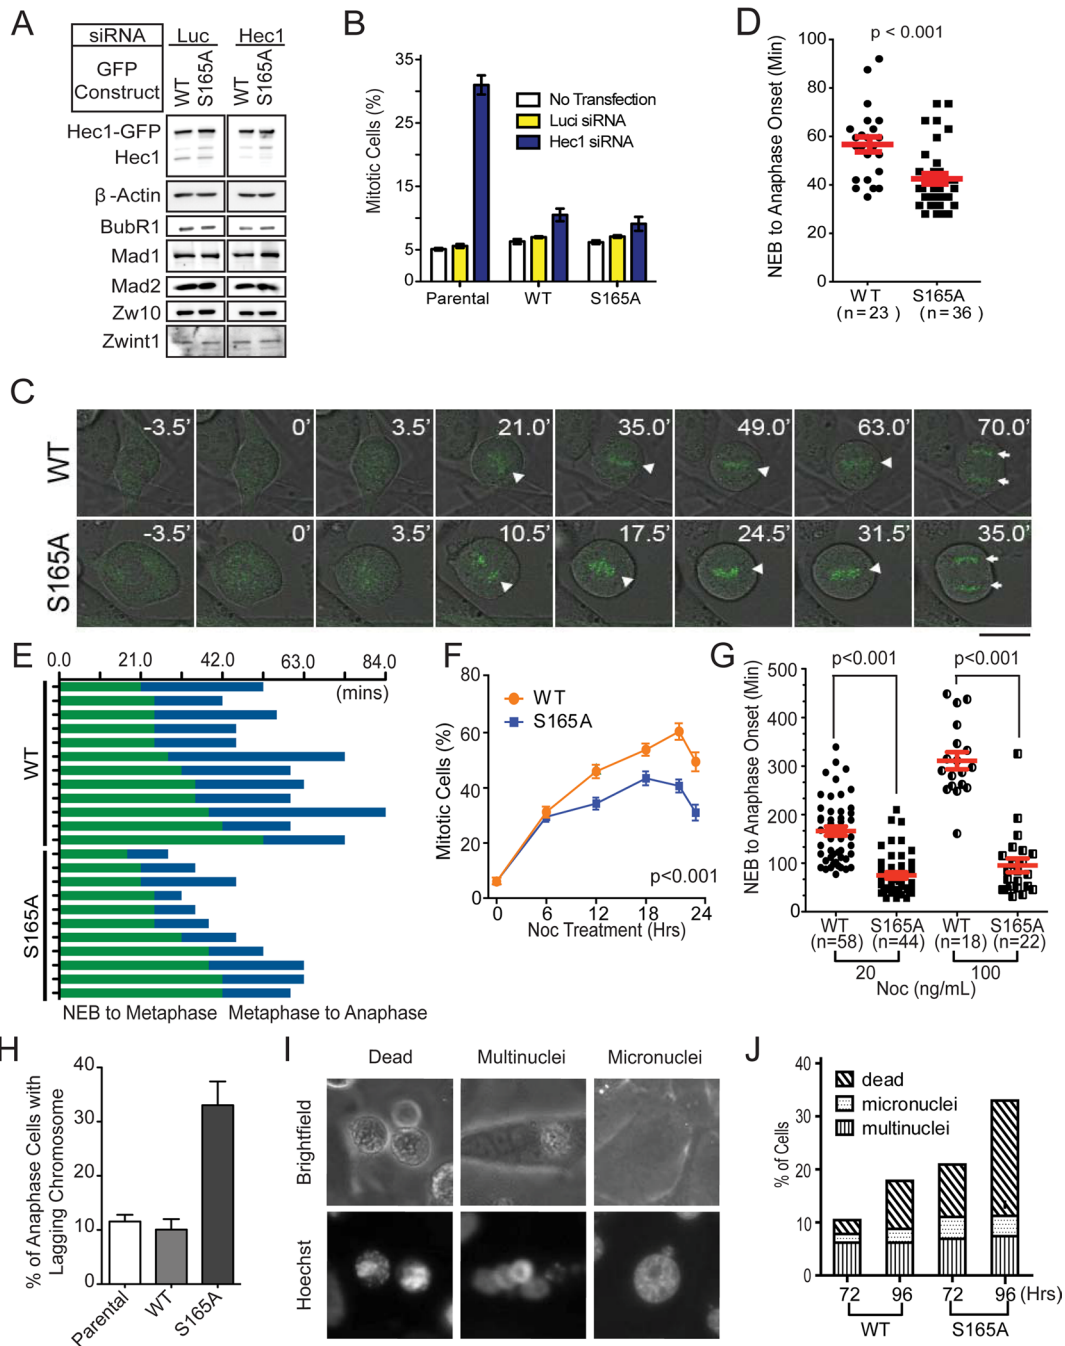 A
siRNA Luc Hec1
GFP Construct WT S165A WT S165A
Hec1-GFP
Hec1
β-Actin
BubR1
Mad1
Mad2
Zw10
Zwint1
B
Mitotic Cells (%)
35
25
15
5
0
No Transfection
Luci siRNA
Hec1 siRNA
Parental WT S165A
D
p < 0.001
NEB to Anaphase Onset (Min)
100
80
60
40
20
0
WT S165A
(n=23) (n=36)
C
WT
-3.5' 0' 3.5' 21.0' 35.0' 49.0' 63.0' 70.0'
S165A
-3.5' 0' 3.5' 10.5' 17.5' 24.5' 31.5' 35.0'
E
0.0 21.0 42.0 63.0 84.0
(mins)
WT
S165A
NEB to Metaphase Metaphase to Anaphase
F
Mitotic Cells (%)
80
60
40
20
0
WT
S165A
p<0.001
0 6 12 18 24
Noc Treatment (Hrs)
G
NEB to Anaphase Onset (Min)
500
400
300
200
100
0
p<0.001 p<0.001
WT S165A WT S165A
(n=58) (n=44) (n=18) (n=22)
20 100
Noc (ng/mL)
H
% of Anaphase Cells with
Lagging Chromosome
40
30
20
10
0
Parental WT S165A
I
Dead Multinuclei Micronuclei
Brightfield
Hoechst
J
% of Cells
40
30
20
10
0
dead
micronuclei
multinuclei
72 96 72 96 (Hrs)
WT S165A